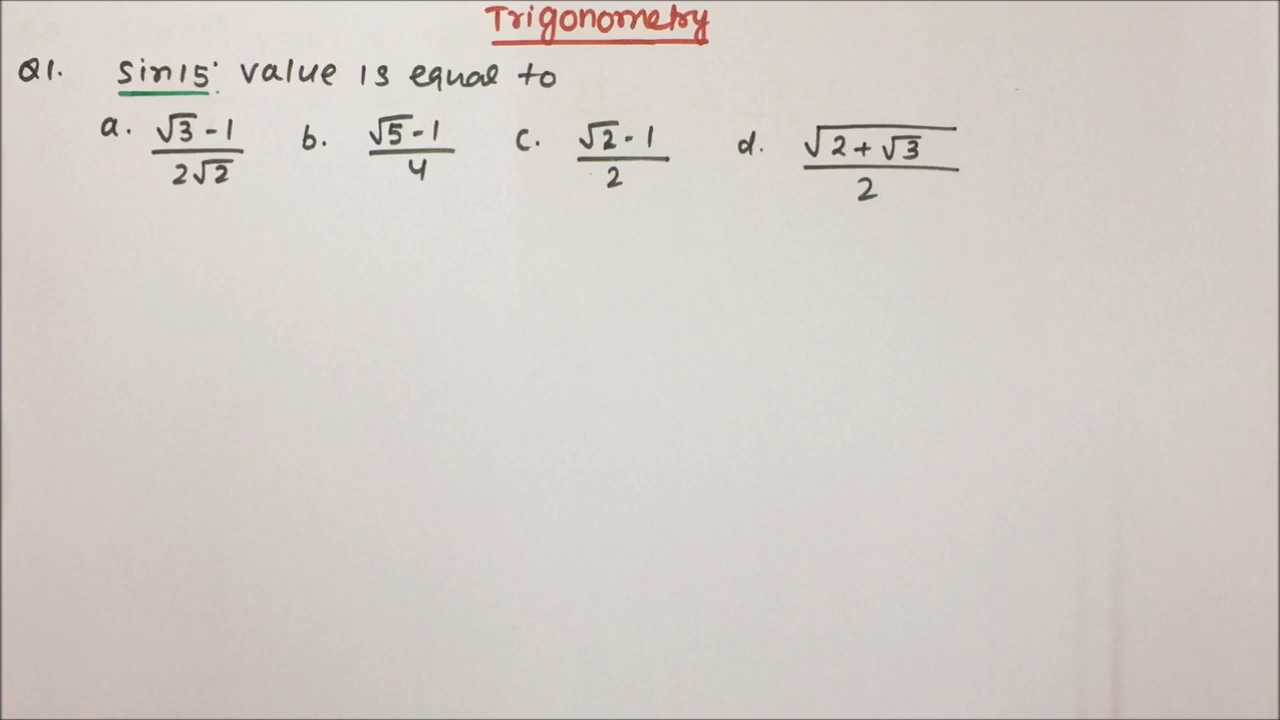 Trigonometry
Q1. sin15° value is equal to
a. √3-1/2√2 b. √5-1/4 c. √2-1/2 d. √(2+√3)/2